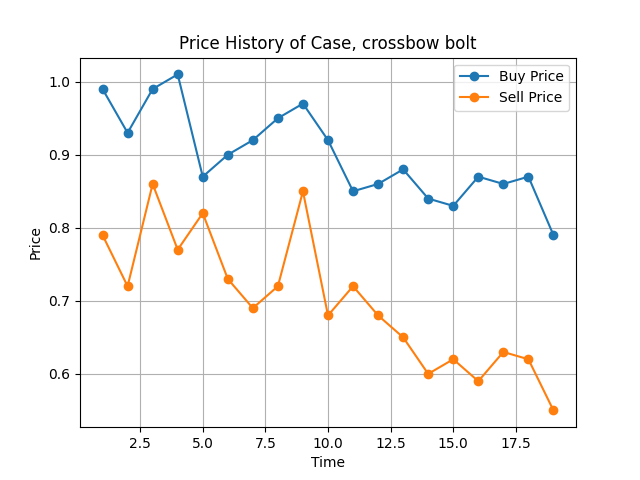 Price History of Case, crossbow bolt
Buy Price
Sell Price
1.0
0.9
0.8
0.7
0.6
Price
2.5 5.0 7.5 10.0 12.5 15.0 17.5
Time